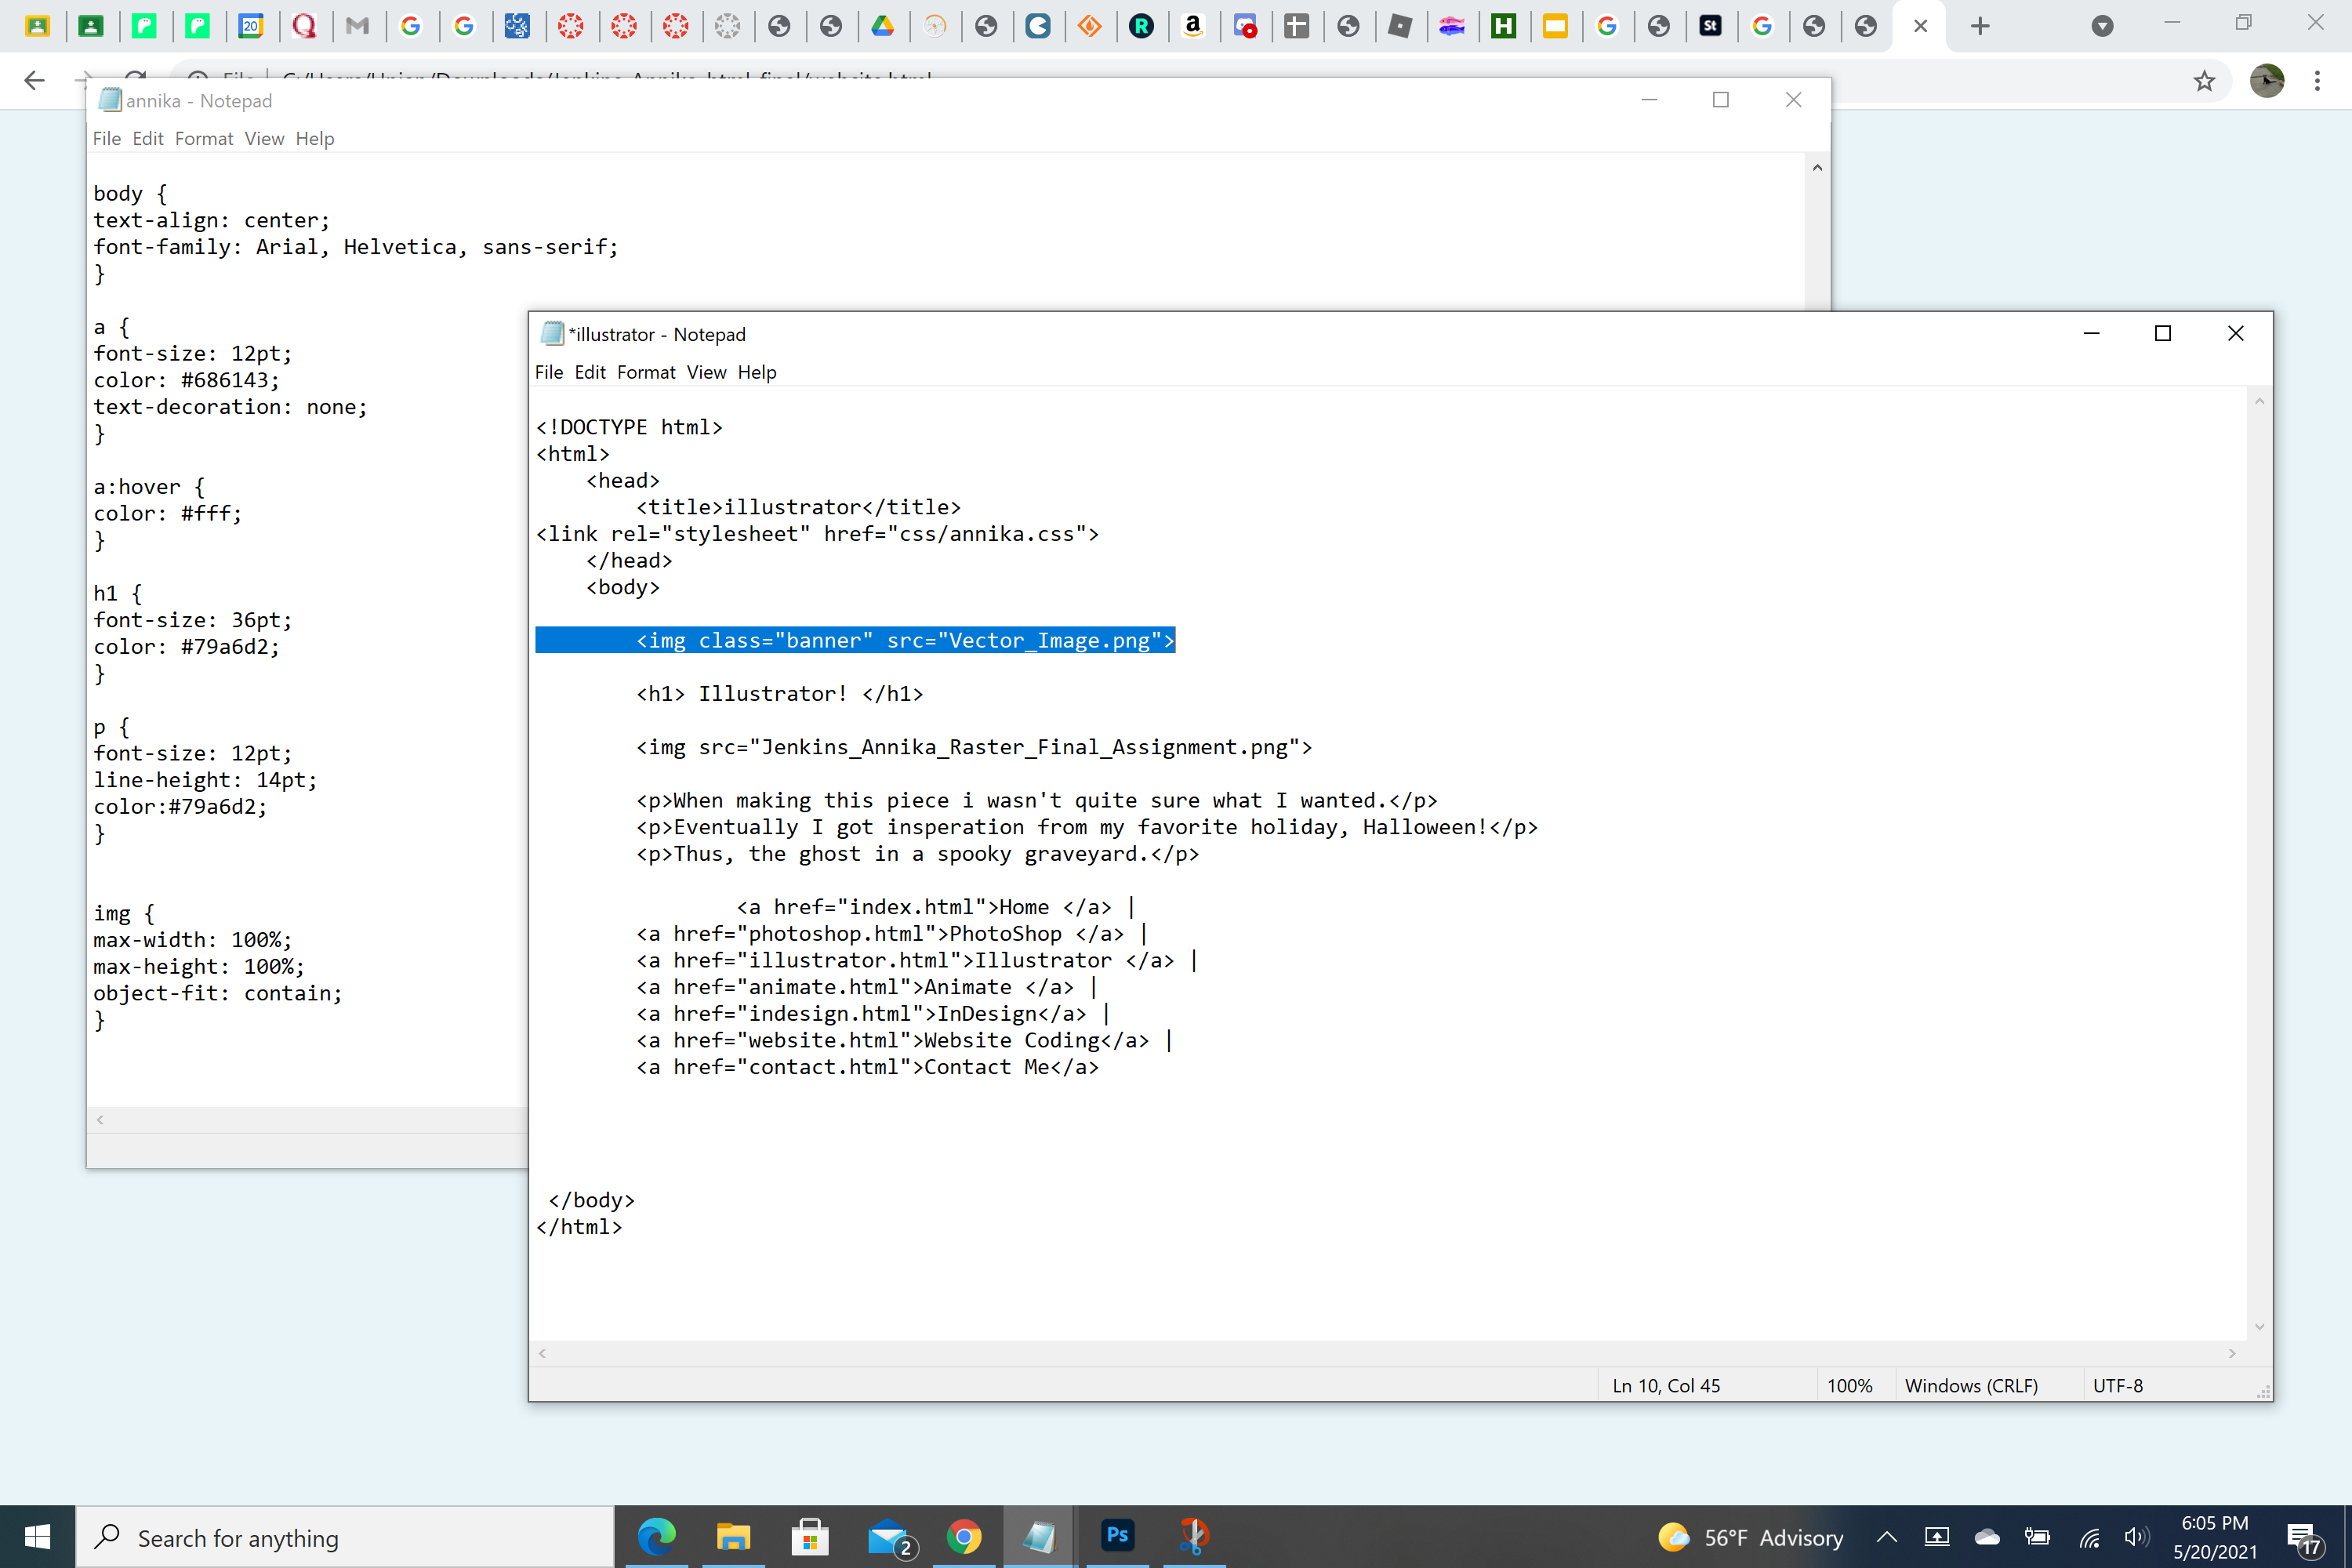 20
a
H
St
annika - Notepad
File Edit Format View Help
body {
text-align: center;
font-family: Arial, Helvetica, sans-serif;
}
a {
font-size: 12pt;
color: #686143;
text-decoration: none;
}
a:hover {
color: #fff;
}
h1 {
font-size: 36pt;
color: #79a6d2;
}
p {
font-size: 12pt;
line-height: 14pt;
color:#79a6d2;
}
img {
max-width: 100%;
max-height: 100%;
object-fit: contain;
}
*illustrator - Notepad
File Edit Format View Help
<!DOCTYPE html>
<html>
<head>
<title>illustrator</title>
<link rel="stylesheet" href="css/annika.css">
</head>
<body>
<img class="banner" src="Vector_Image.png">
<h1> Illustrator! </h1>
<img src="Jenkins_Annika_Raster_Final_Assignment.png">
<p>When making this piece i wasn't quite sure what I wanted.</p>
<p>Eventually I got insperation from my favorite holiday, Halloween!</p>
<p>Thus, the ghost in a spooky graveyard.</p>
<a href="index.html">Home </a> |
<a href="photoshop.html">PhotoShop </a> |
<a href="illustrator.html">Illustrator </a> |
<a href="animate.html">Animate </a> |
<a href="indesign.html">InDesign</a> |
<a href="website.html">Website Coding</a> |
<a href="contact.html">Contact Me</a>
</body>
</html>
Ln 10, Col 45 100% Windows (CRLF) UTF-8
Search for anything
2
Ps
56°F Advisory
6:05 PM
5/20/2021
17